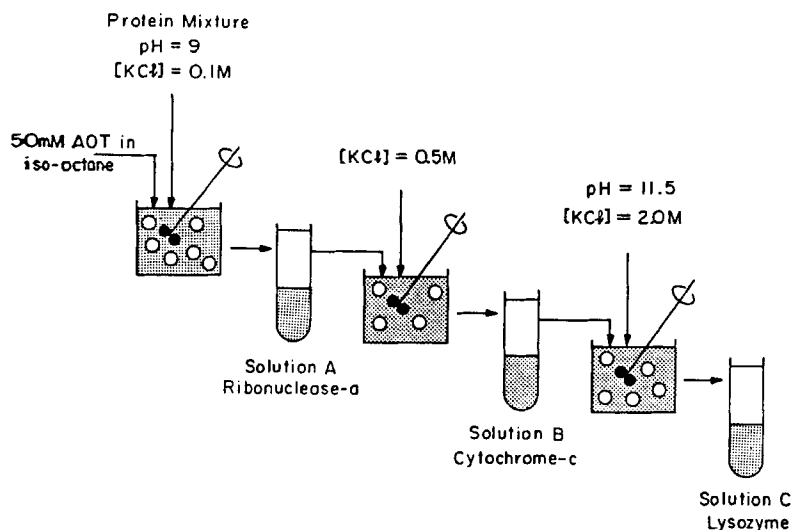 Protein Mixture
pH = 9
[KCℓ] = 0.1M
50mM AOT in
iso-octane
[KCℓ] = 0.5M
pH = 11.5
[KCℓ] = 2.0M
Solution A
Ribonuclease-a
Solution B
Cytochrome-c
Solution C
Lysozyme